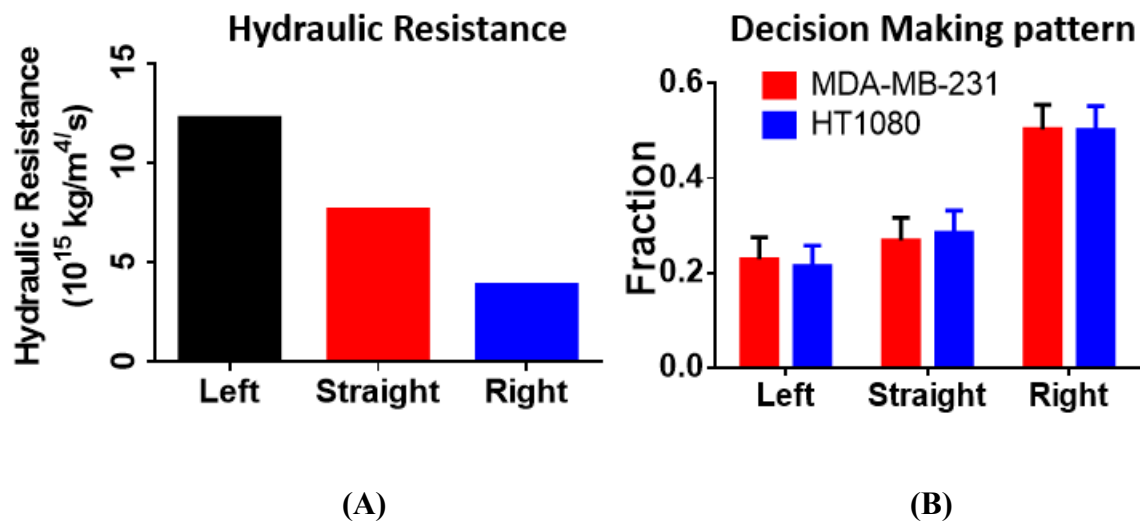 Hydraulic Resistance
Hydraulic Resistance
(10¹⁵ kg/m⁴/s)
15
10
5
0
Left Straight Right
(A)
Decision Making pattern
MDA-MB-231
HT1080
Fraction
0.6
0.4
0.2
0.0
Left Straight Right
(B)